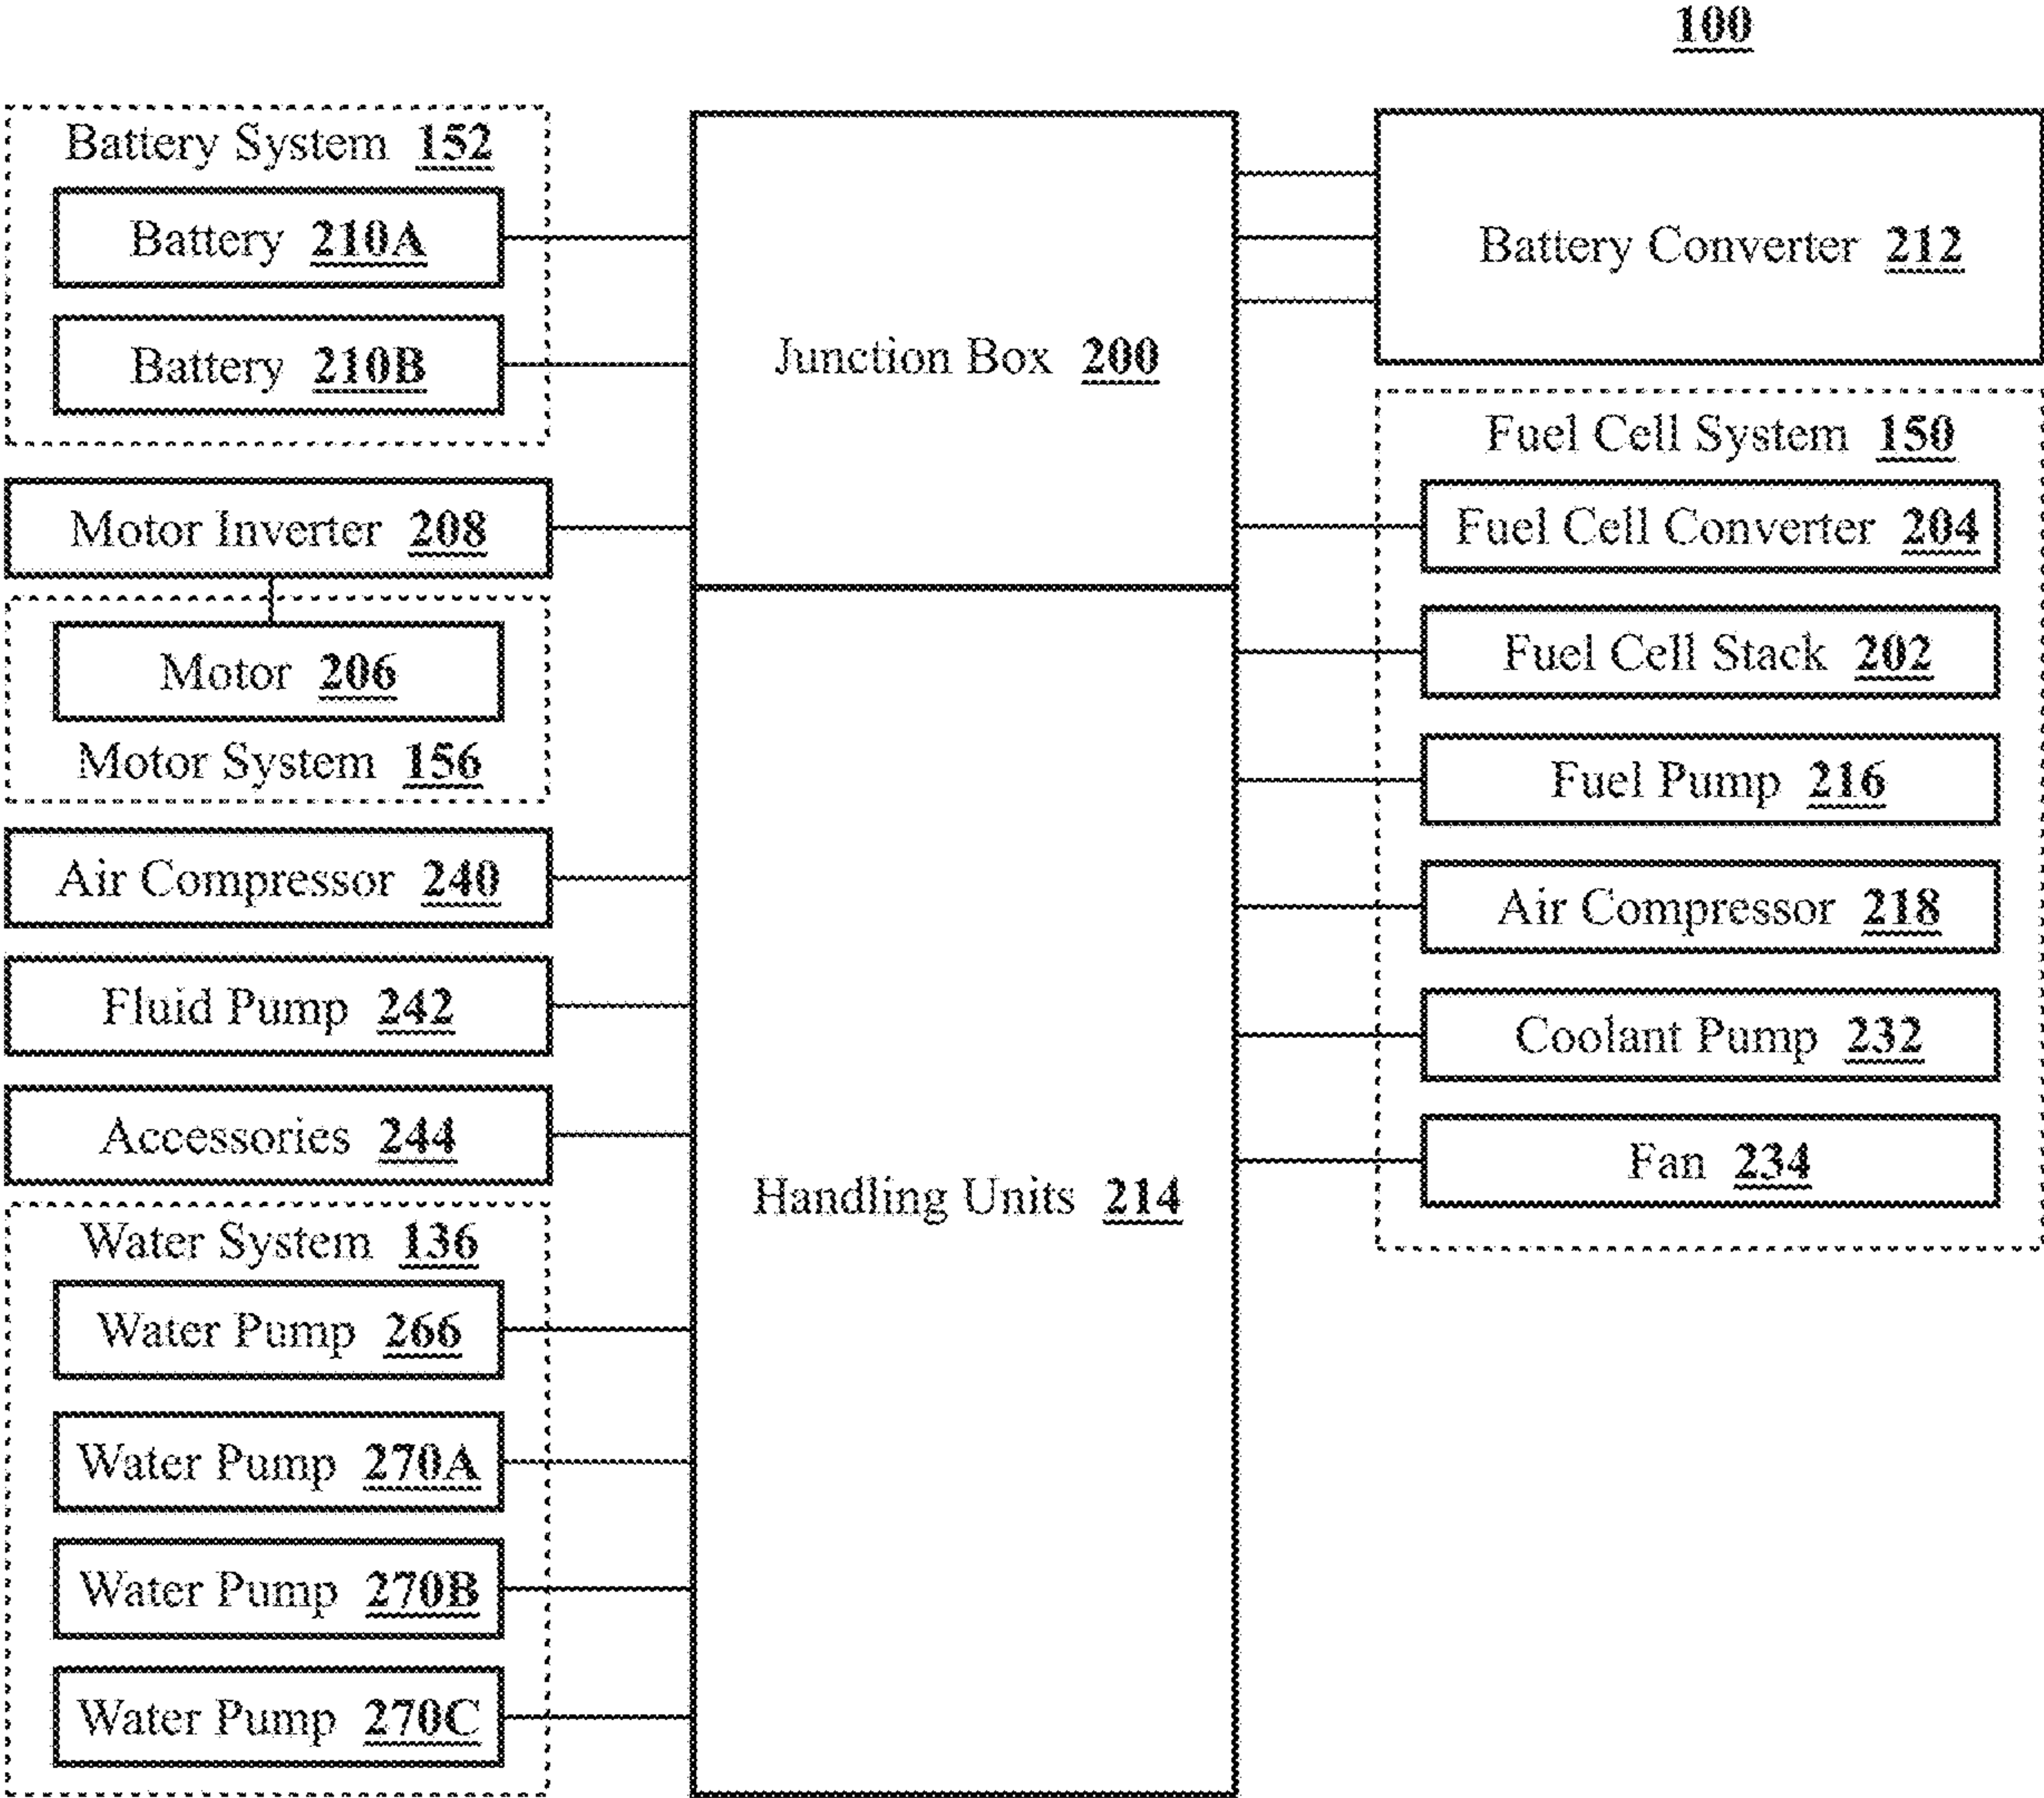 100
Battery System 152
Battery 210A
Battery 210B
Motor Inverter 208
Motor 206
Motor System 156
Air Compressor 240
Fluid Pump 242
Accessories 244
Water System 136
Water Pump 266
Water Pump 270A
Water Pump 270B
Water Pump 270C
Junction Box 200
Handling Units 214
Battery Converter 212
Fuel Cell System 150
Fuel Cell Converter 204
Fuel Cell Stack 202
Fuel Pump 216
Air Compressor 218
Coolant Pump 232
Fan 234